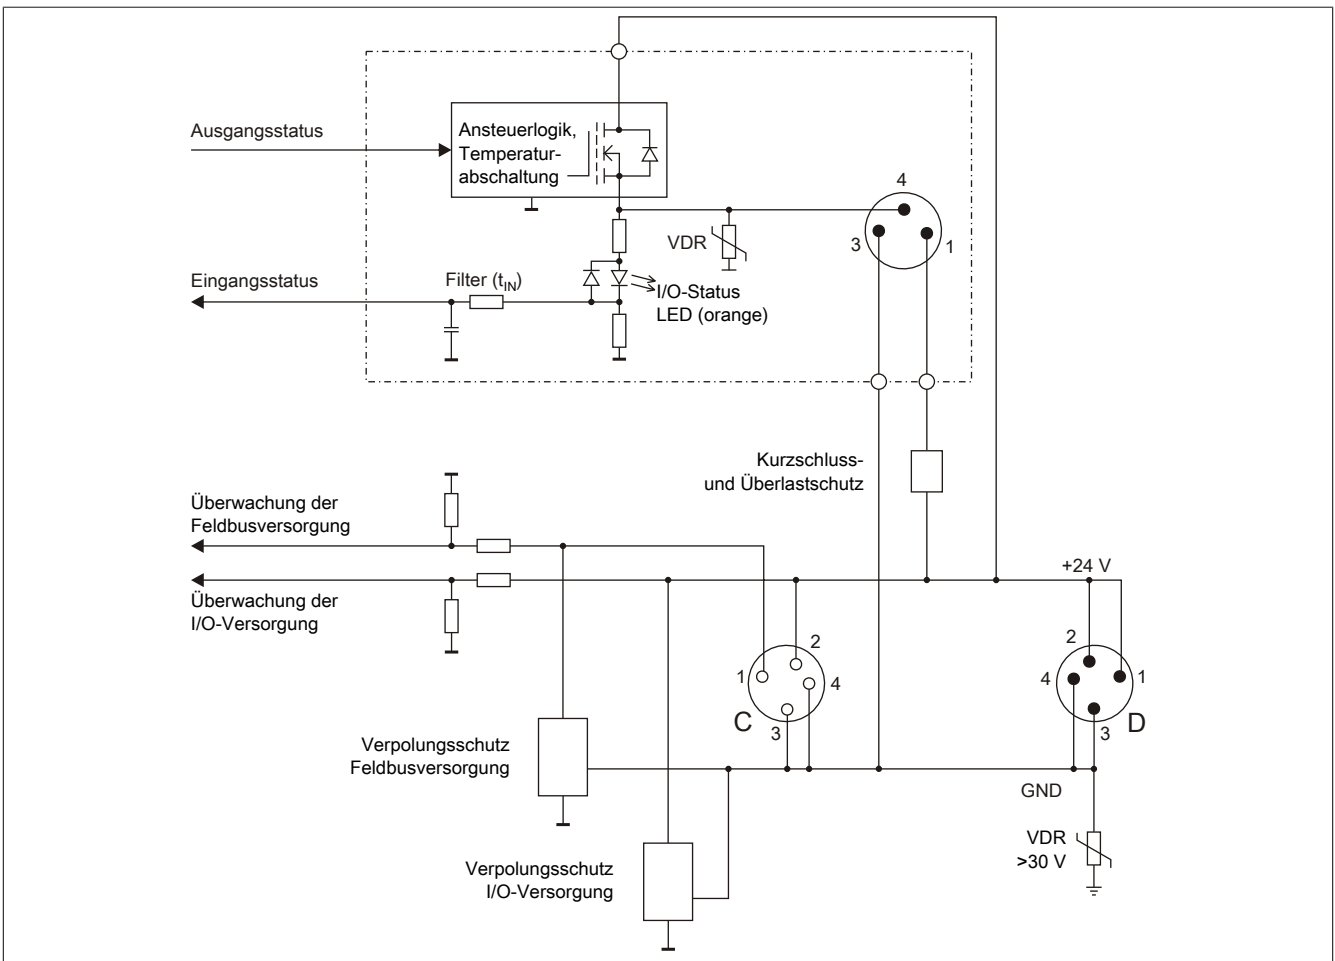 Ausgangsstatus
Ansteuerlogik,
Temperatur-
abschaltung
4
3
1
VDR
Eingangsstatus
Filter (tIN)
I/O-Status
LED (orange)
Kurzschluss-
und Überlastschutz
Überwachung der
Feldbusversorgung
Überwachung der
I/O-Versorgung
+24 V
2
1
4
C
3
2
4
1
3
D
Verpolungsschutz
Feldbusversorgung
GND
VDR
>30 V
Verpolungsschutz
I/O-Versorgung